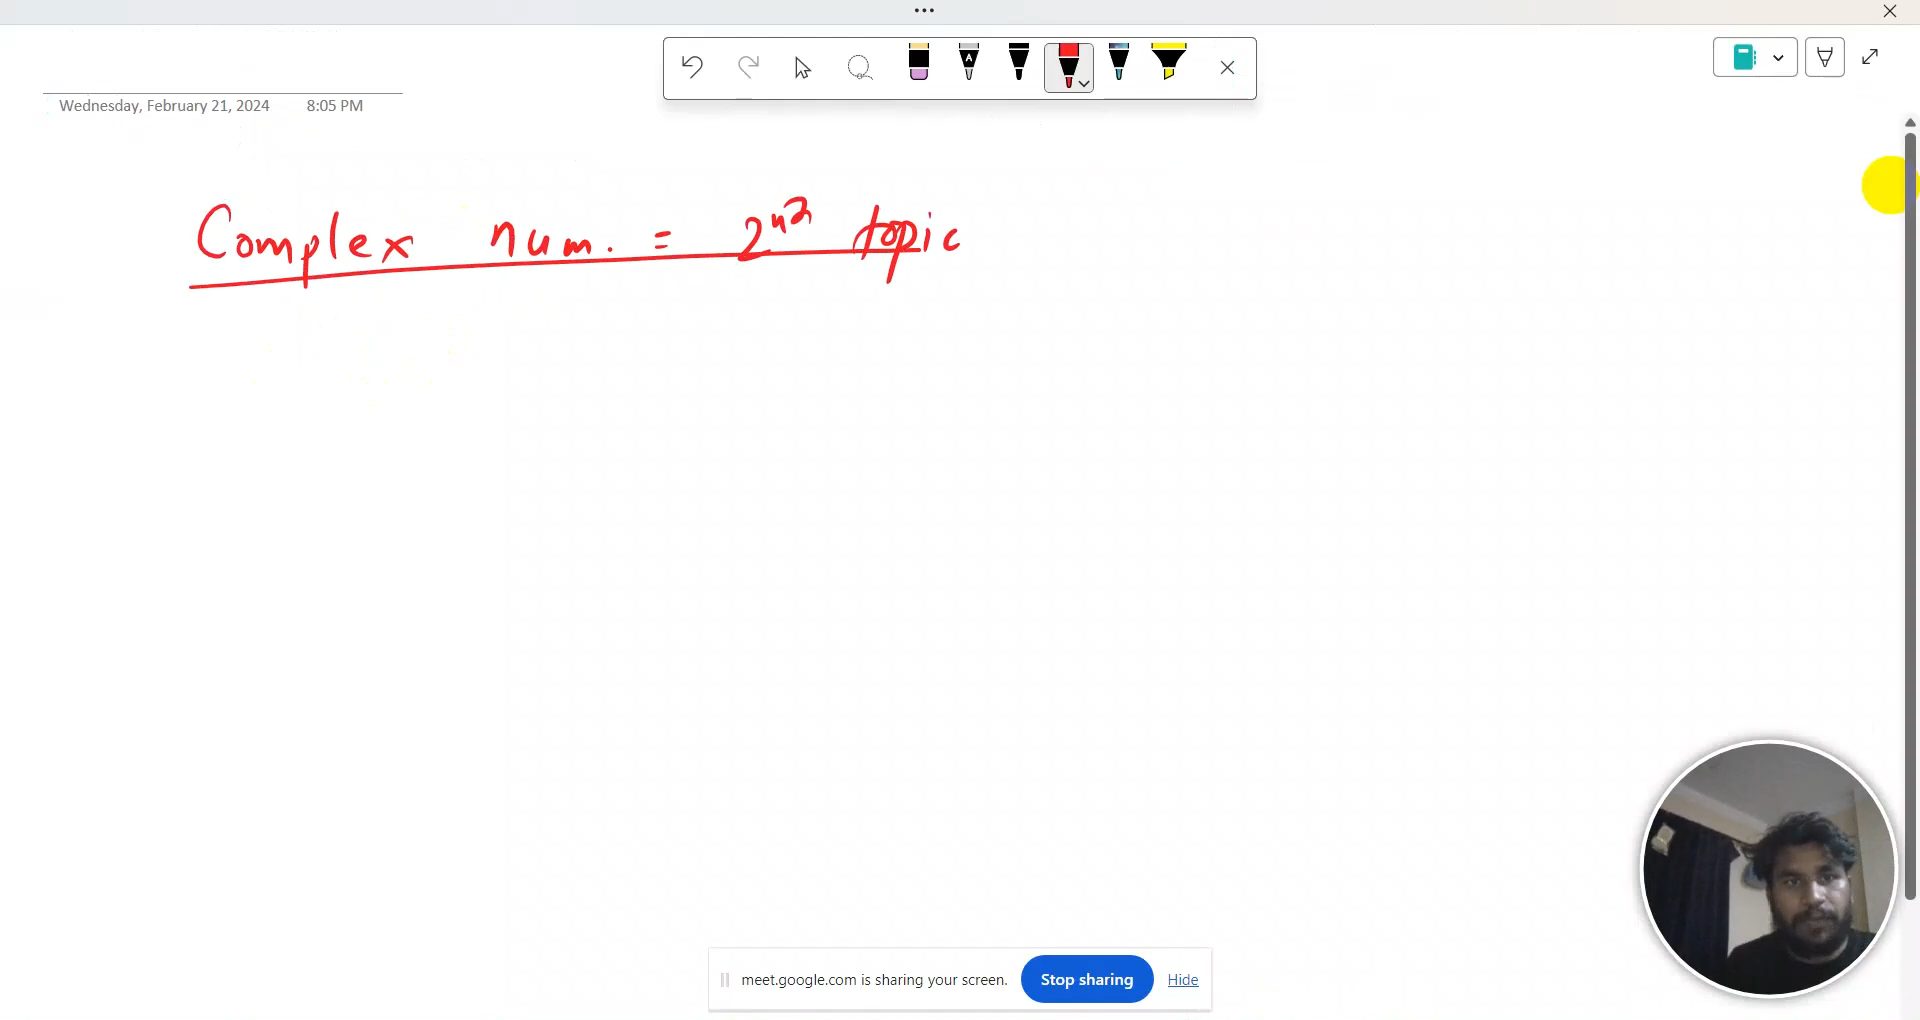 Wednesday, February 21, 2024 8:05 PM
Complex num. = 2nd topic
meet.google.com is sharing your screen. Stop sharing Hide